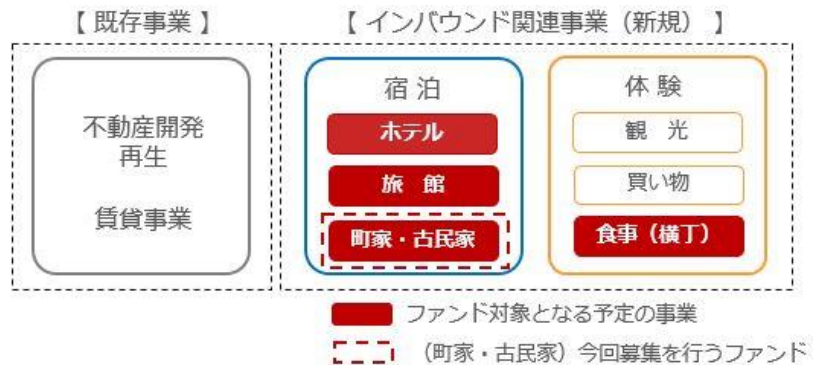 【 既存事業 】
【 インバウンド関連事業（新規） 】
不動産開発
再生
賃貸事業
宿 泊
ホテル
旅 館
町家・古民家
体 験
観 光
買い物
食事（横丁）
ファンド対象となる予定の事業
（町家・古民家）今回募集を行うファンド